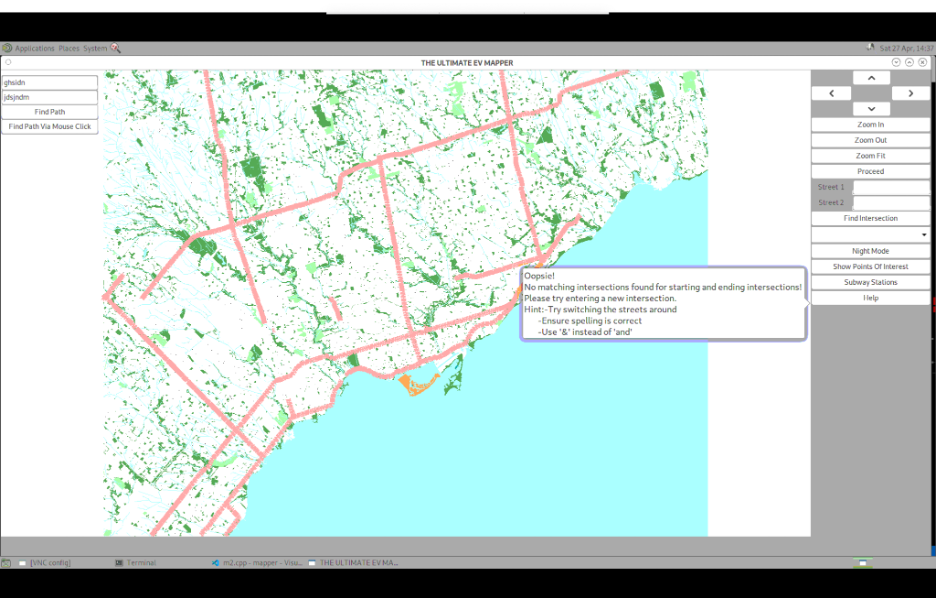 Applications Places System
Sat 27 Apr, 14:37
THE ULTIMATE EV MAPPER
ghsidn
jdsjndm
Find Path
Find Path Via Mouse Click
Zoom In
Zoom Out
Zoom Fit
Proceed
Street 1
Street 2
Find Intersection
Night Mode
Show Points Of Interest
Subway Stations
Help
Oopsie!
No matching intersections found for starting and ending intersections!
Please try entering a new intersection.
Hint:-Try switching the streets around
-Ensure spelling is correct
-Use '&' instead of 'and'
[VNC config]
Terminal
m2.cpp - mapper - Visu...
THE ULTIMATE EV MA...